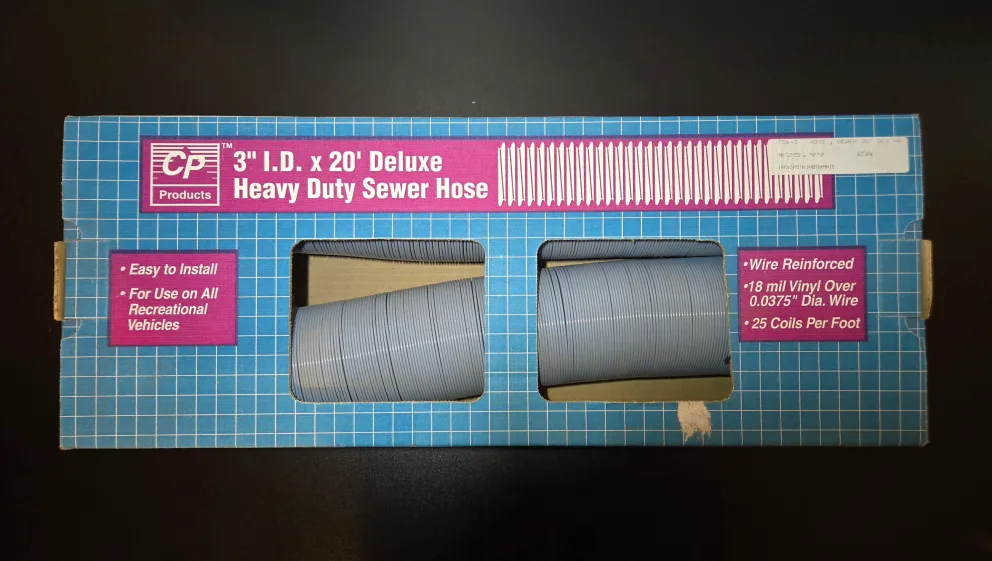 CP
TM
Products
3" I.D. x 20' Deluxe
Heavy Duty Sewer Hose
• Easy to Install
• For Use on All
Recreational
Vehicles
•Wire Reinforced
•18 mil Vinyl Over
0.0375" Dia. Wire
• 25 Coils Per Foot